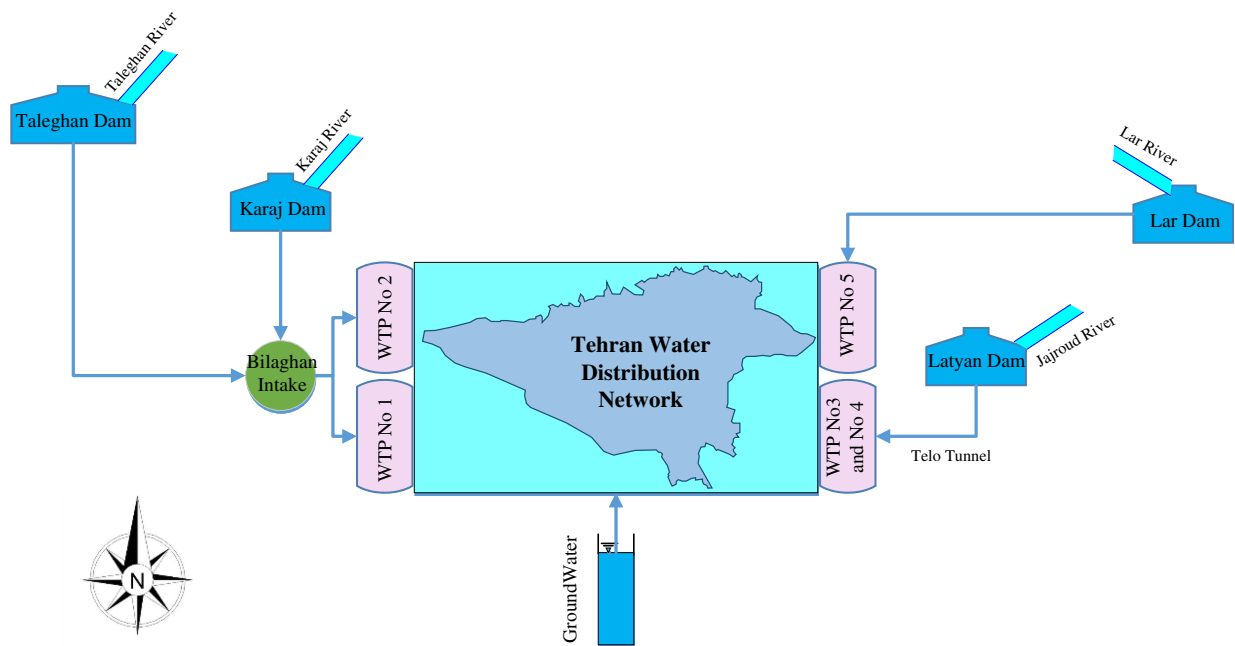 Taleghan River
Taleghan Dam
Karaj River
Karaj Dam
Lar River
Lar Dam
Bilaghan
Intake
WTP No 2
WTP No 1
Tehran Water
Distribution
Network
WTP No 5
WTP No3
and No 4
Latyan Dam
Jajroud River
Telo Tunnel
GroundWater
N